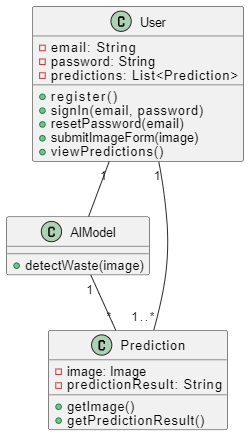 C User
email: String
password: String
predictions: List<Prediction>
register()
signIn(email, password)
resetPassword(email)
submitImageForm(image)
viewPredictions()
1 1
C AIModel
detectWaste(image)
1
* 1..*
C Prediction
image: Image
predictionResult: String
getImage()
getPredictionResult()